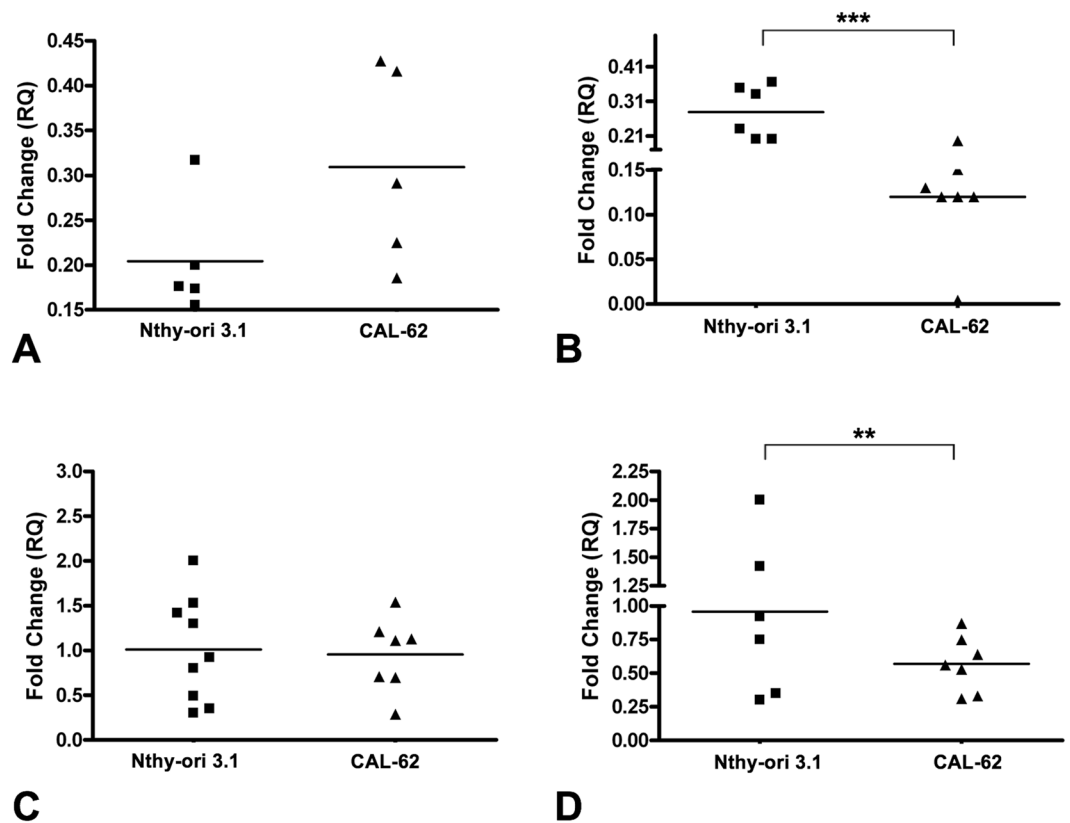 0.45
0.40
0.35
0.30
0.25
0.20
0.15
Fold Change (RQ)
Nthy-ori 3.1 CAL-62
A
***
0.41
0.31
0.21
0.15
0.10
0.05
0.00
Fold Change (RQ)
Nthy-ori 3.1 CAL-62
B
3.0
2.5
2.0
1.5
1.0
0.5
0.0
Fold Change (RQ)
Nthy-ori 3.1 CAL-62
C
**
2.25
2.00
1.75
1.50
1.25
1.00
0.75
0.50
0.25
0.00
Fold Change (RQ)
Nthy-ori 3.1 CAL-62
D